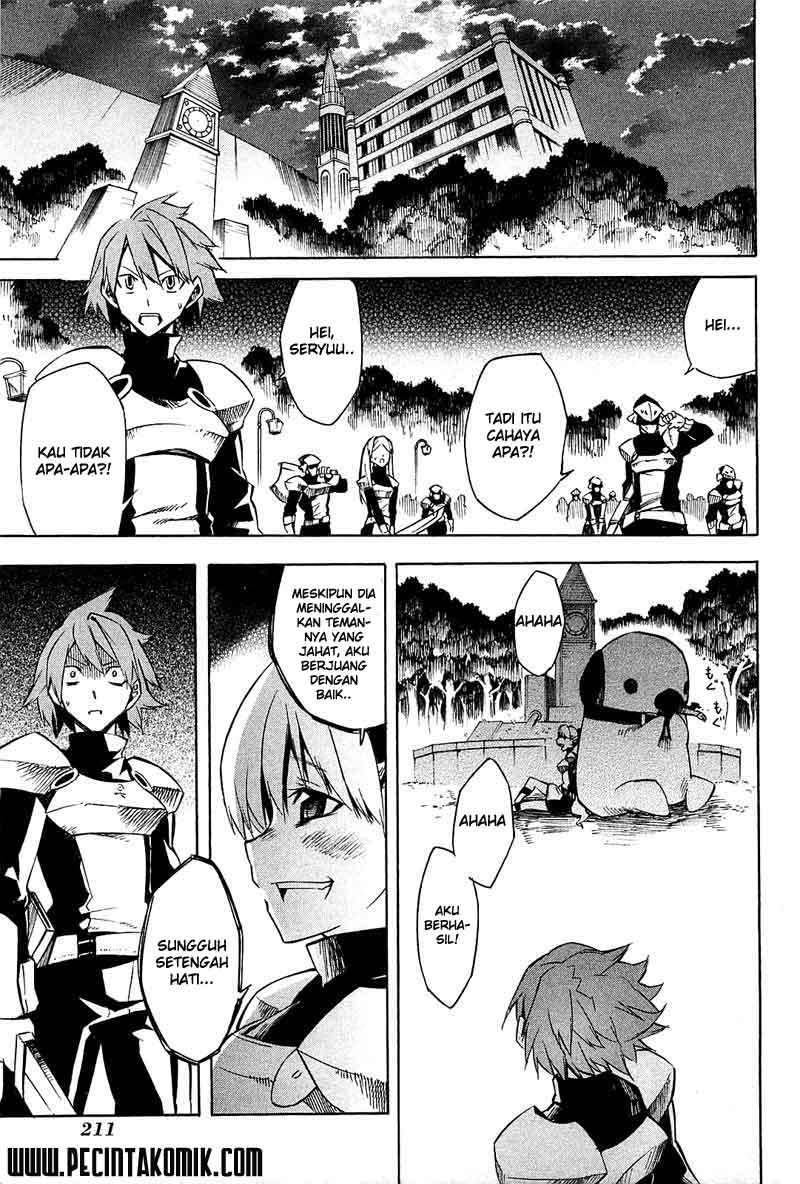 HEI...
TADI ITU
CAHAYA
APA?!
HEI,
SERYUU..
KAU TIDAK
APA-APA?!
AHAHA
もぐ
もぐ
AHAHA
AKU
BERHA-
SIL!
MESKIPUN DIA
MENINGGAL-
KAN TEMAN-
NYA YANG
JAHAT, AKU
BERJUANG
DENGAN
BAIK..
SUNGGUH
SETENGAH
HATI...
211
WWW.PECINTAKOMIK.COM